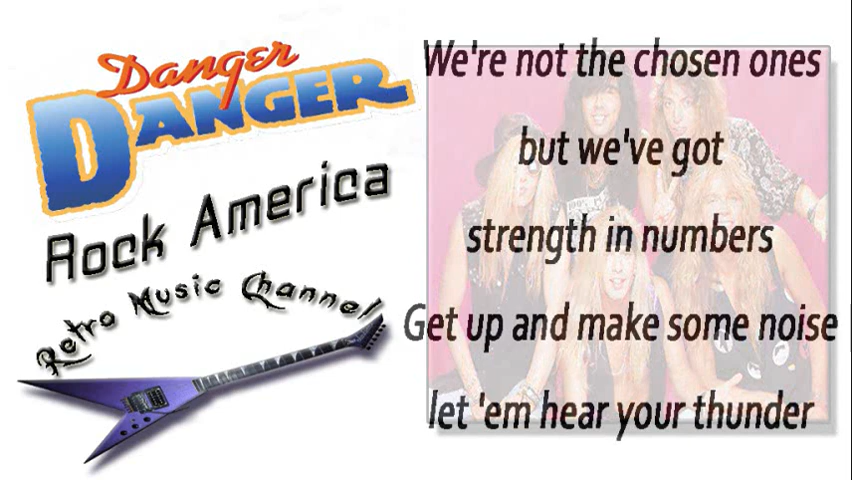 Danger
DANGER
Rock America
Retro Music Channel
We're not the chosen ones
but we've got
strength in numbers
Get up and make some noise
let 'em hear your thunder